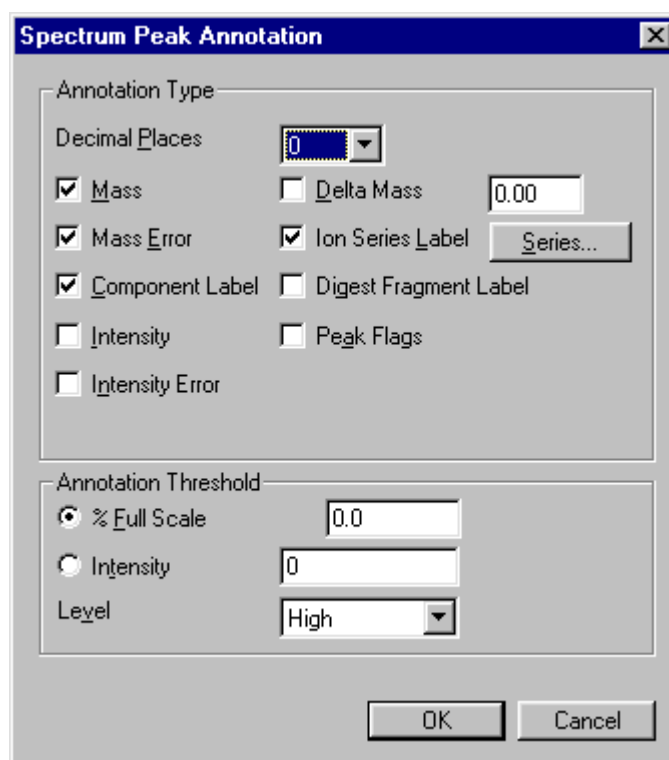 Spectrum Peak Annotation
Annotation Type
Decimal Places 0
Mass Delta Mass 0.00
Mass Error Ion Series Label Series...
Component Label Digest Fragment Label
Intensity Peak Flags
Intensity Error
Annotation Threshold
% Full Scale 0.0
Intensity 0
Level High
OK Cancel